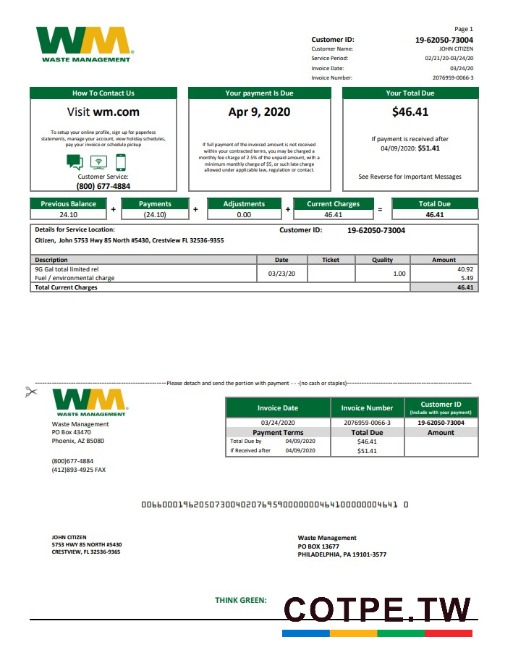 Page 1
WM
WASTE MANAGEMENT
Customer ID: 19-62050-73004
Customer Name: JOHN CITIZEN
Service Period: 02/21/20-03/24/20
Invoice Date: 03/24/20
Invoice Number: 2076959-0066-3
How To Contact Us
Visit wm.com
To setup your online profile, sign up for paperless
statements, manage your account, view holiday schedules,
pay your invoice or schedule pickup
Customer Service:
(800) 677-4884
Your payment Is Due
Apr 9, 2020
If full payment of the invoiced amount is not received
within your contracted terms, you may be charged a
monthly fee charge of 2.5% of the unpaid amount, with a
minimum monthly charge of $5, or such late charge
allowed under applicable law, regulation or contact.
Your Total Due
$46.41
If payment is received after
04/09/2020: $51.41
See Reverse for Important Messages
Previous Balance + Payments + Adjustments + Current Charges = Total Due
24.10 (24.10) 0.00 46.41 46.41
Details for Service Location: Customer ID: 19-62050-73004
Citizen, John 5753 Hwy 85 North #5430, Crestview FL 32536-9355
Description Date Ticket Quality Amount
9G Gal total limited rel 03/23/20 1.00 40.92
Fuel / environmental charge 5.49
Total Current Charges 46.41
Please detach and send the portion with payment - - -(no cash or staples)
WM
WASTE MANAGEMENT
Waste Management
PO Box 43470
Phoenix, AZ 85080
(800)677-4884
(412)893-4925 FAX
Invoice Date Invoice Number Customer ID
(include with your payment)
03/24/2020 2076959-0066-3 19-62050-73004
Payment Terms Total Due Amount
Total Due by 04/09/2020 $46.41
If Received after 04/09/2020 $51.41
JOHN CITIZEN
5753 HWY 85 NORTH #5430
CRESTVIEW, FL 32536-9365
Waste Management
PO BOX 13677
PHILADELPHIA, PA 19101-3577
THINK GREEN:
COTPE.TW